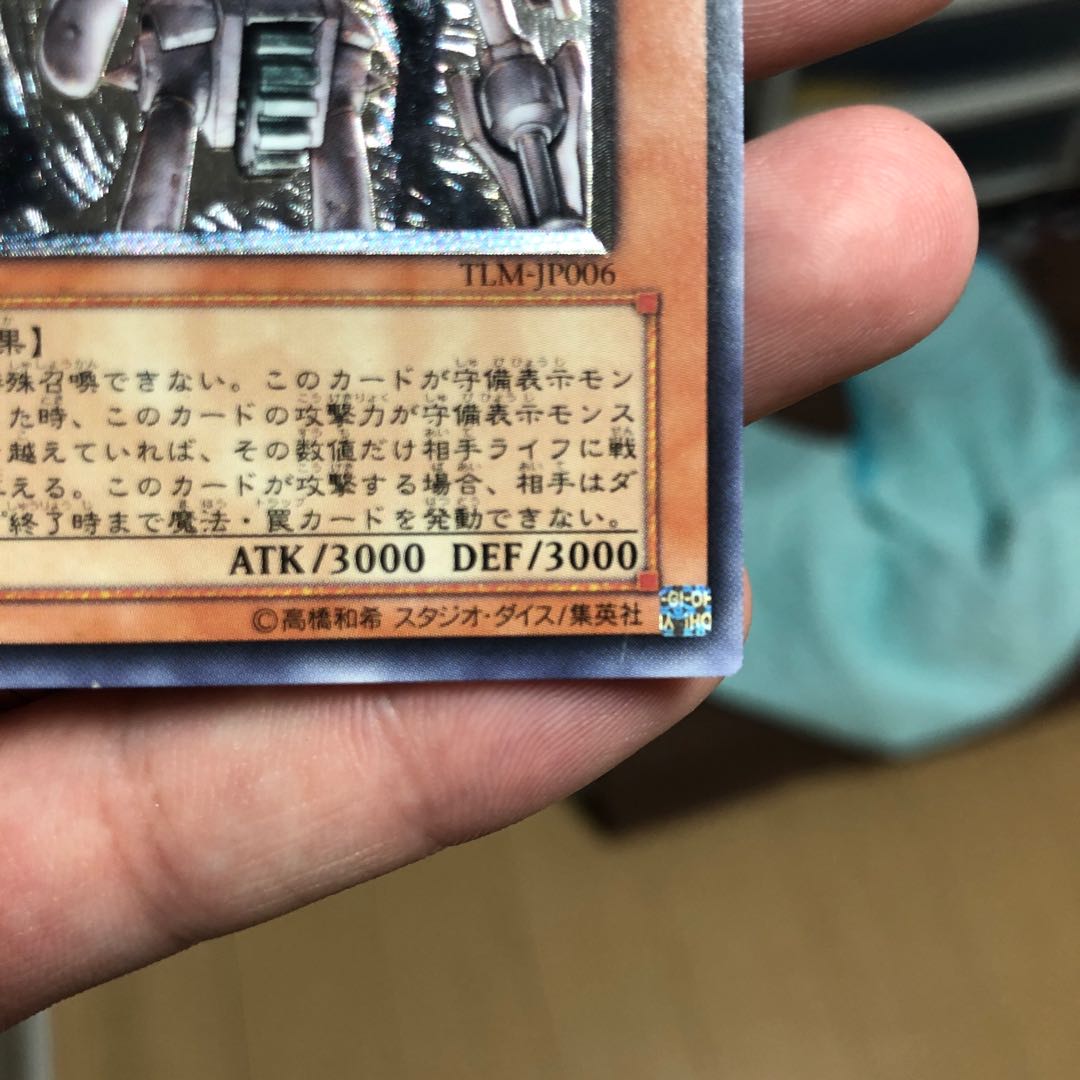 TLM-JP006
果】
殊召喚できない。このカードが守備表示モン
た時、このカードの攻撃力が守備表示モンス
越えていれば、その数値だけ相手ライフに戦
える。このカードが攻撃する場合、相手はダ
終了時まで魔法・罠カードを発動できない。
ATK/3000 DEF/3000
©高橋和希 スタジオ・ダイス/集英社